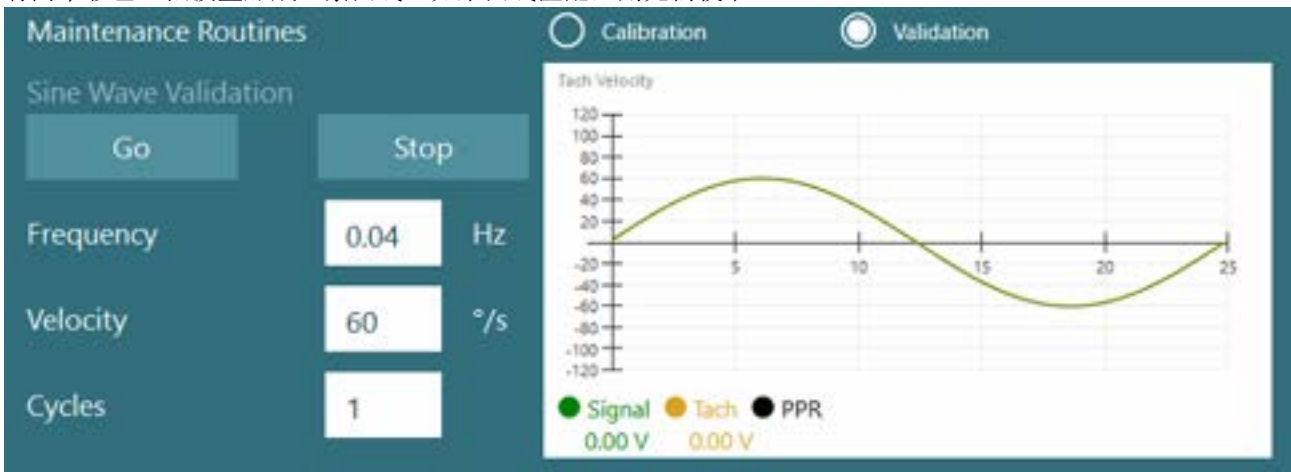 Maintenance Routines
Calibration
Validation
Sine Wave Validation
Go
Stop
Frequency
0.04
Hz
Velocity
60
°/s
Cycles
1
Tach Velocity
120
100
80
60
40
20
-20
-40
-60
-80
-100
-120
5
10
15
20
25
Signal
Tach
PPR
0.00 V
0.00 V